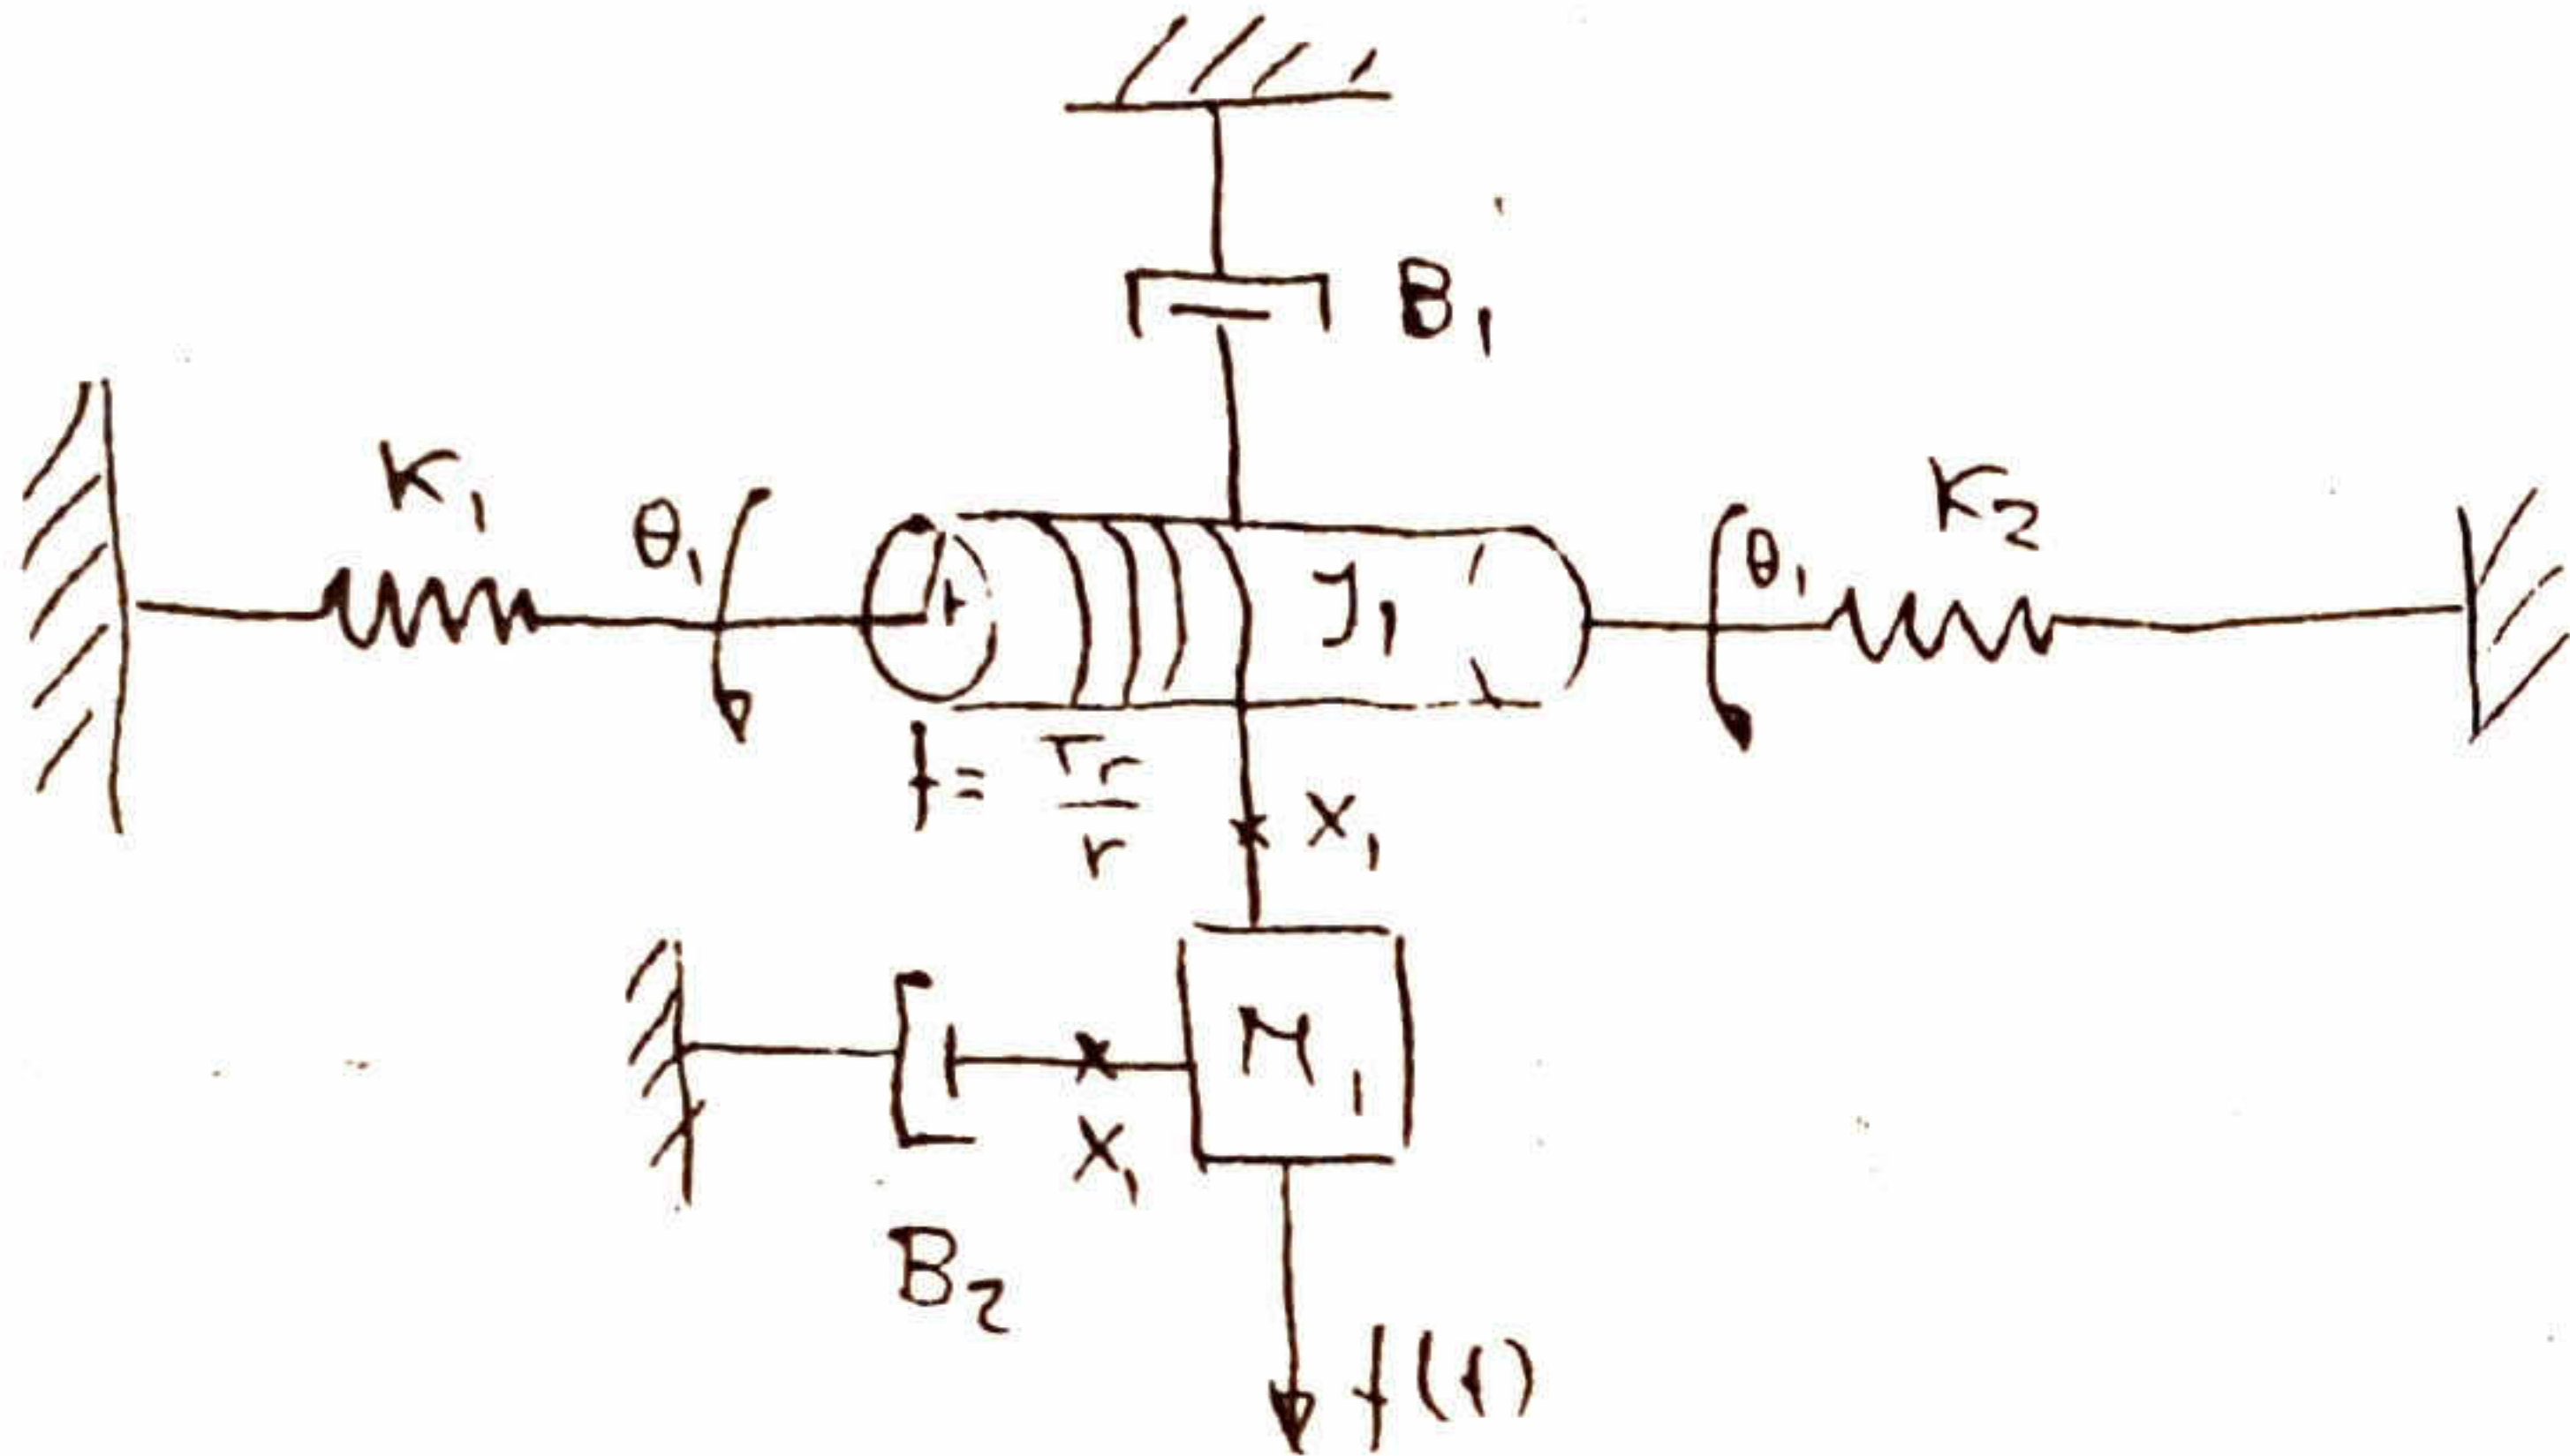 B₁
K₁
θ₁
K₂
θ₁
r
J₁
f = Tr/r
x₁
M₁
x₁
B₂
f(t)